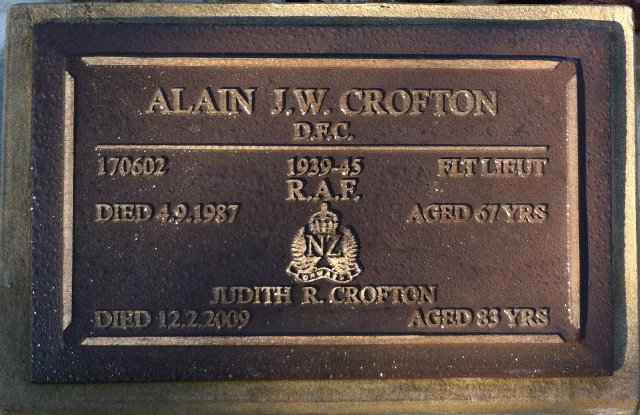 ALAIN J.W. CROFTON
D.F.C.
170602 1939-45 FLT LIEUT
R.A.F.
DIED 4.9.1987 AGED 67 YRS
NZ
ONWARD
JUDITH R. CROFTON
DIED 12.2.2009 AGED 83 YRS